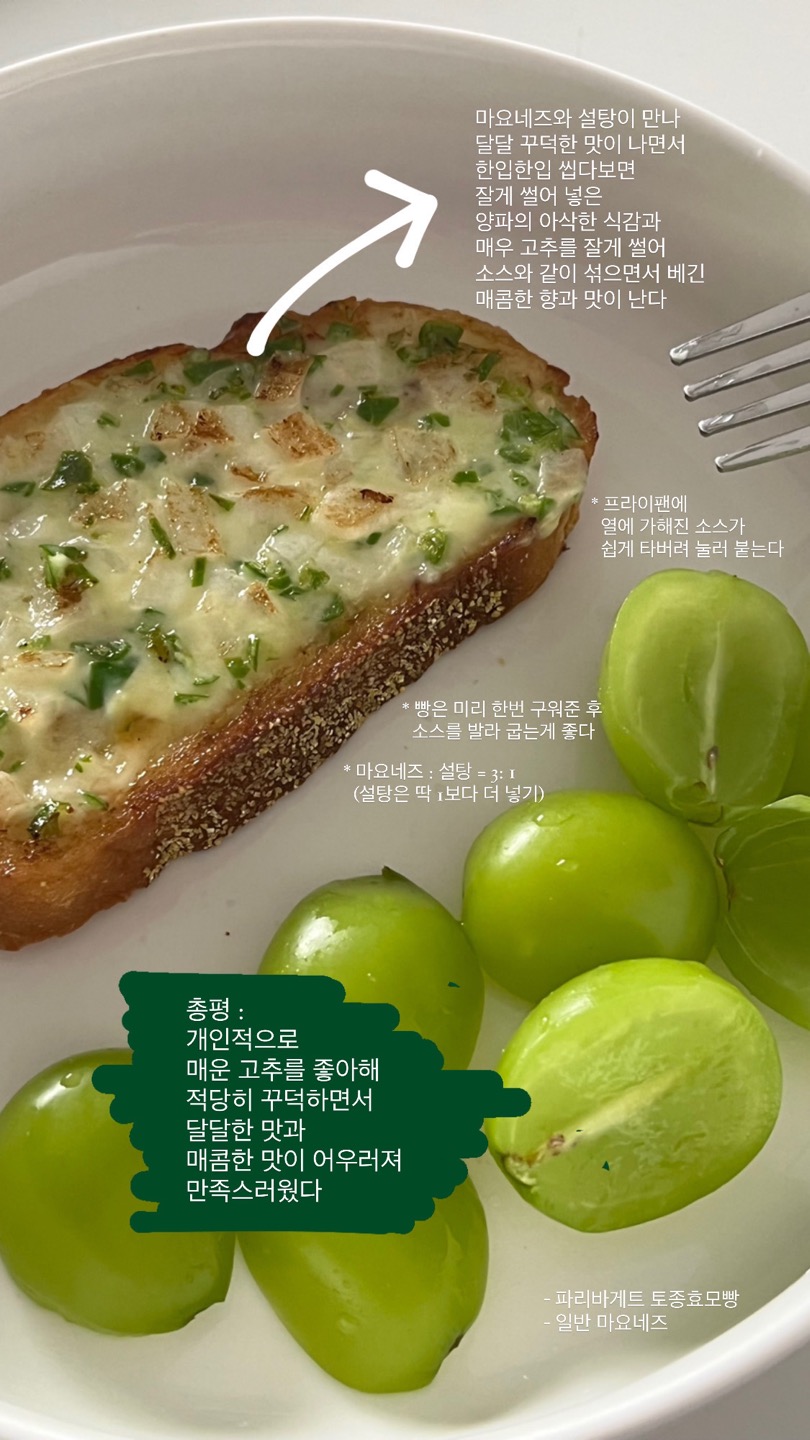 마요네즈와 설탕이 만나
달달 꾸덕한 맛이 나면서
한입한입 씹다보면
잘게 썰어 넣은
양파의 아삭한 식감과
매우 고추를 잘게 썰어
소스와 같이 섞으면서 베긴
매콤한 향과 맛이 난다
* 프라이팬에
열에 가해진 소스가
쉽게 타버려 눌러 붙는다
* 빵은 미리 한번 구워준 후
소스를 발라 굽는게 좋다
* 마요네즈 : 설탕 = 3: 1
(설탕은 딱 1보다 더 넣기)
총평 :
개인적으로
매운 고추를 좋아해
적당히 꾸덕하면서
달달한 맛과
매콤한 맛이 어우러져
만족스러웠다
- 파리바게트 토종효모빵
- 일반 마요네즈